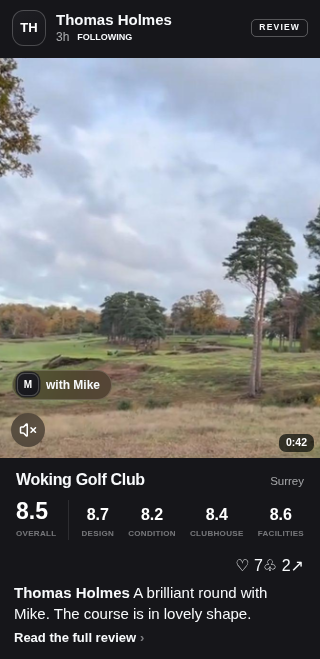 TH
Thomas Holmes
3h FOLLOWING
REVIEW
M with Mike
0:42
Woking Golf Club
Surrey
8.5 8.7 8.2 8.4 8.6
OVERALL DESIGN CONDITION CLUBHOUSE FACILITIES
♡ 7 ♧ 2↗
Thomas Holmes A brilliant round with
Mike. The course is in lovely shape.
Read the full review ›